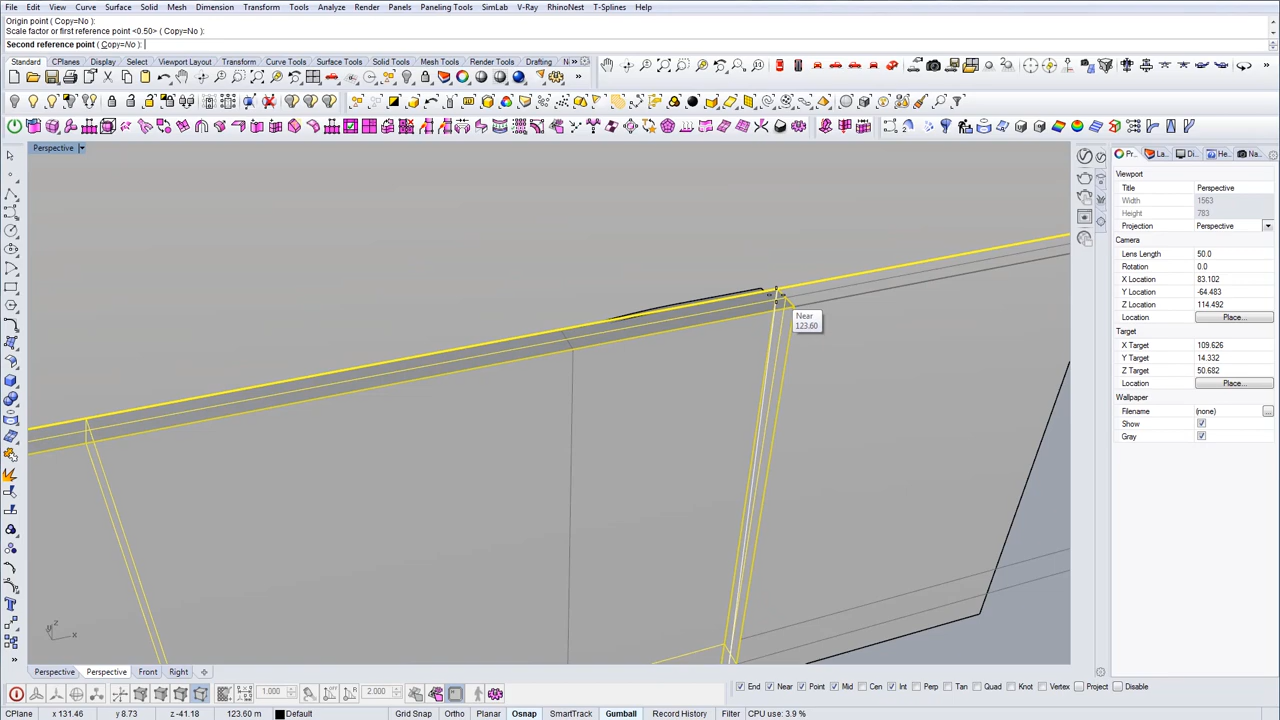 File Edit View Curve Surface Solid Mesh Dimension Transform Tools Analyze Render Panels Paneling Tools SimLab V-Ray RhinoNest T-Splines Help
Origin point ( Copy=No ):
Scale factor or first reference point <0.50> ( Copy=No ):
Second reference point ( Copy=No ):
Standard CPlanes Display Select Viewport Layout Transform Curve Tools Surface Tools Solid Tools Mesh Tools Render Tools Drafting N
Perspective
Pr... La... Di... He... Na...
Viewport
Title Perspective
Width 1563
Height 783
Projection Perspective
Camera
Lens Length 50.0
Rotation 0.0
X Location 83.102
Y Location -64.483
Z Location 114.492
Location Place...
Target
X Target 109.626
Y Target 14.332
Z Target 50.682
Location Place...
Wallpaper
Filename (none) ...
Show
Gray
Near
123.60
z
x
Perspective Perspective Front Right
1.000 2.000 End Near Point Mid Cen Int Perp Tan Quad Knot Vertex Project Disable
CPlane x 131.46 y 8.73 z -41.18 123.60 m Default Grid Snap Ortho Planar Osnap SmartTrack Gumball Record History Filter CPU use: 3.9 %